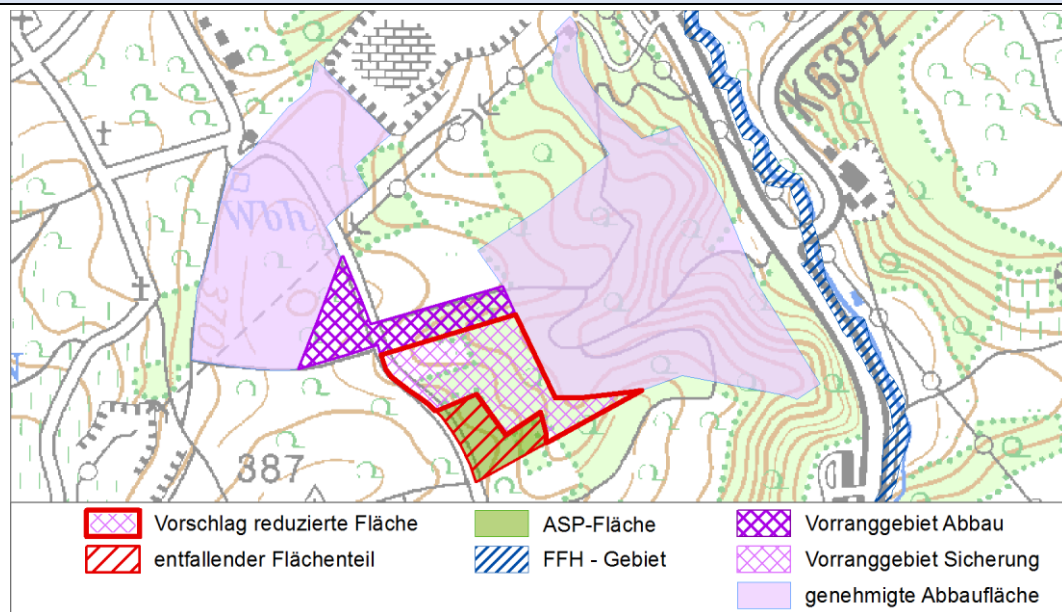 K6322
Wbh
370
387
Vorschlag reduzierte Fläche
entfallender Flächenteil
ASP-Fläche
FFH - Gebiet
Vorranggebiet Abbau
Vorranggebiet Sicherung
genehmigte Abbaufläche